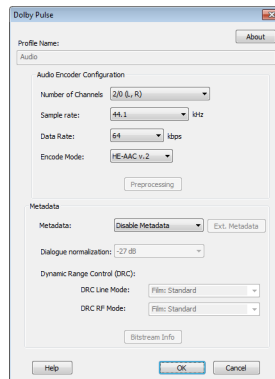 Dolby Pulse
About
Profile Name:
Audio
Audio Encoder Configuration
Number of Channels 2/0 (L, R)
Sample rate: 44.1 kHz
Data Rate: 64 kbps
Encode Mode: HE-AAC v.2
Preprocessing
Metadata
Metadata: Disable Metadata Ext. Metadata
Dialogue normalization: -27 dB
Dynamic Range Control (DRC):
DRC Line Mode: Film: Standard
DRC RF Mode: Film: Standard
Bitstream Info
Help OK Cancel